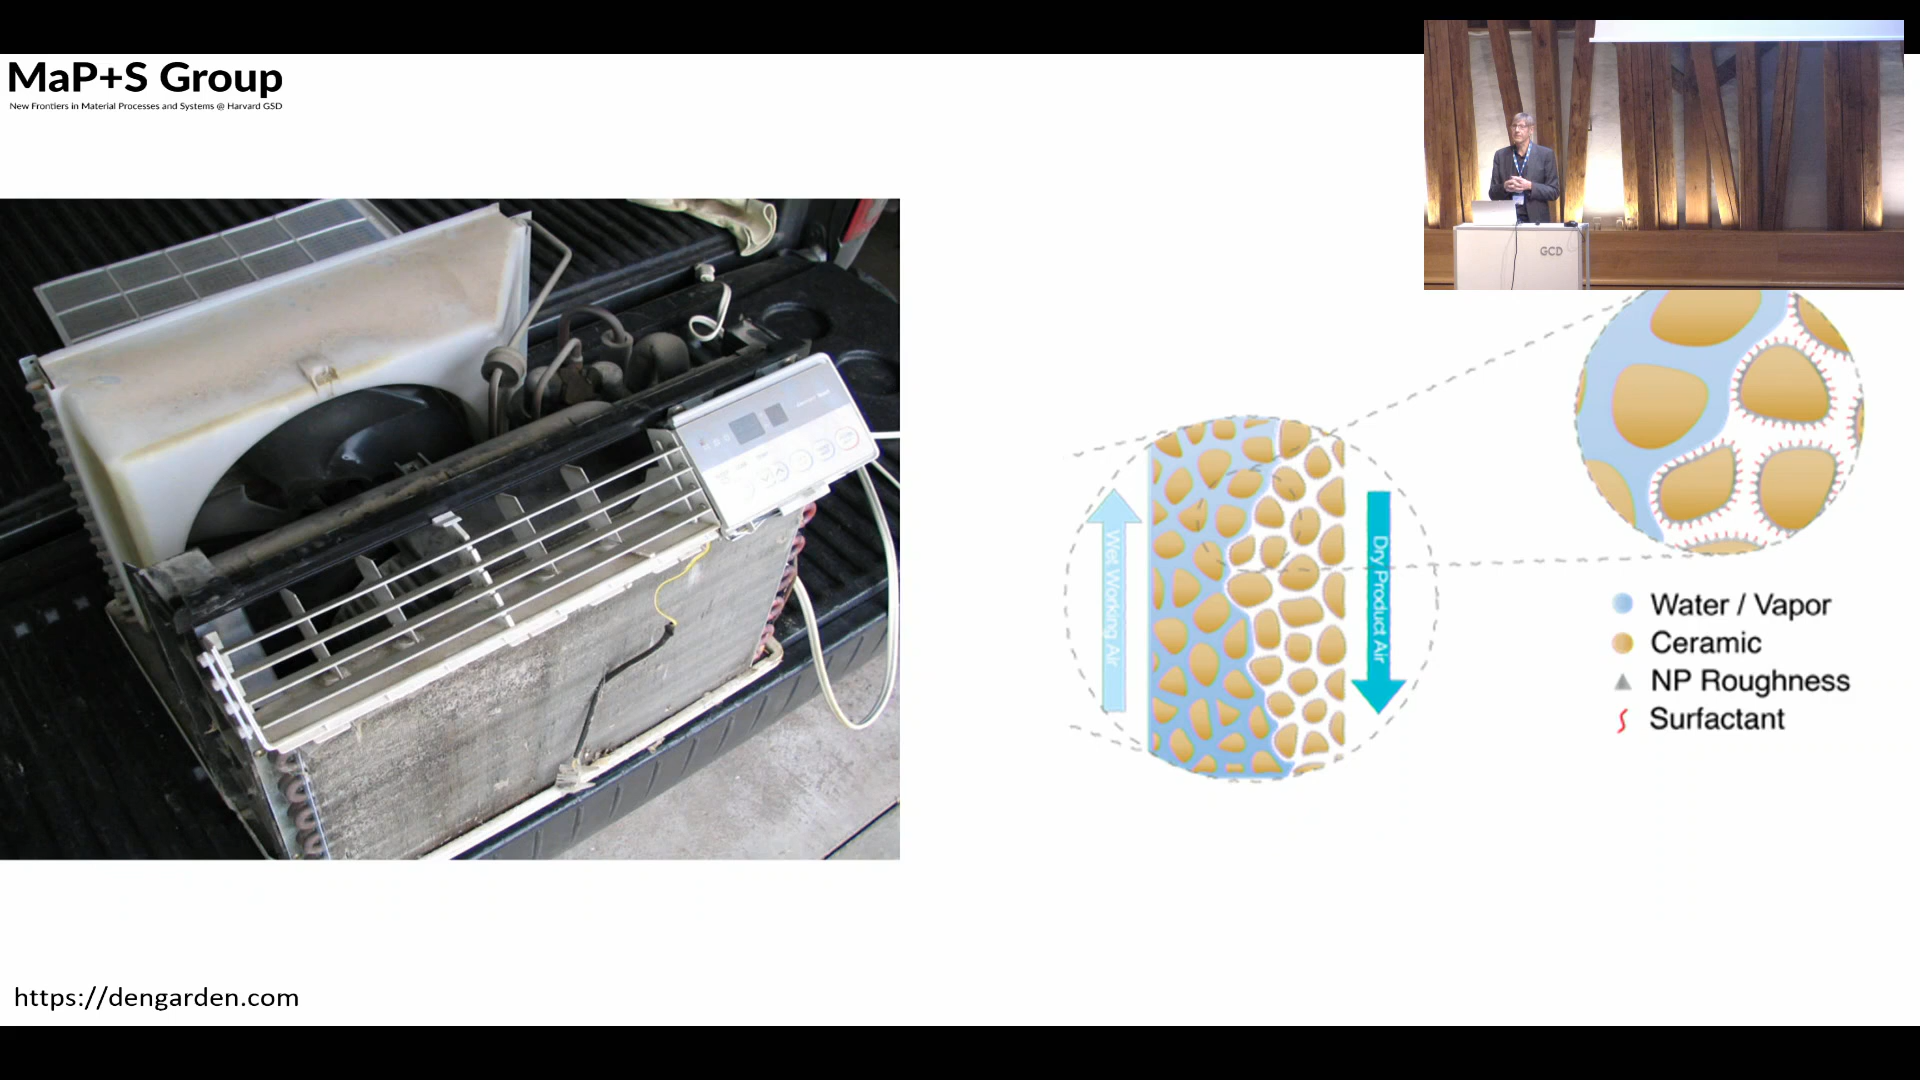 MaP+S Group
New Frontiers in Material Processes and Systems @ Harvard GSD
GCD
Wet Working Air
Dry Product Air
Water / Vapor
Ceramic
NP Roughness
Surfactant
https://dengarden.com